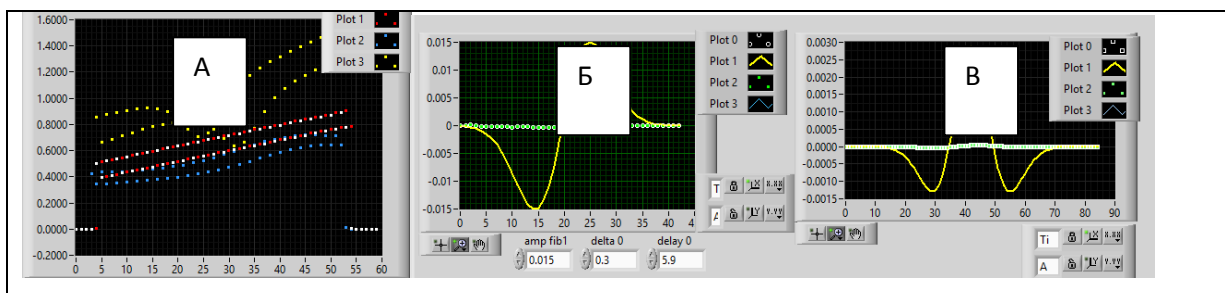 1.6000
1.4000
1.2000
1.0000
0.8000
0.6000
0.4000
0.2000
0.0000
-0.2000
0 5 10 15 20 25 30 35 40 45 50 55 60
А
Plot 1
Plot 2
Plot 3
0.015
0.01
0.005
0
-0.005
-0.01
-0.015
0 5 10 15 20 25 30 35 40 4
Б
Plot 0
Plot 1
Plot 2
Plot 3
amp fib1 delta 0 delay 0
0.015 0.3 5.9
0.0030
0.0025
0.0020
0.0015
0.0010
0.0005
0.0000
-0.0005
-0.0010
-0.0015
0 10 20 30 40 50 60 70 80 90
В
Plot 0
Plot 1
Plot 2
Plot 3
Ti
A